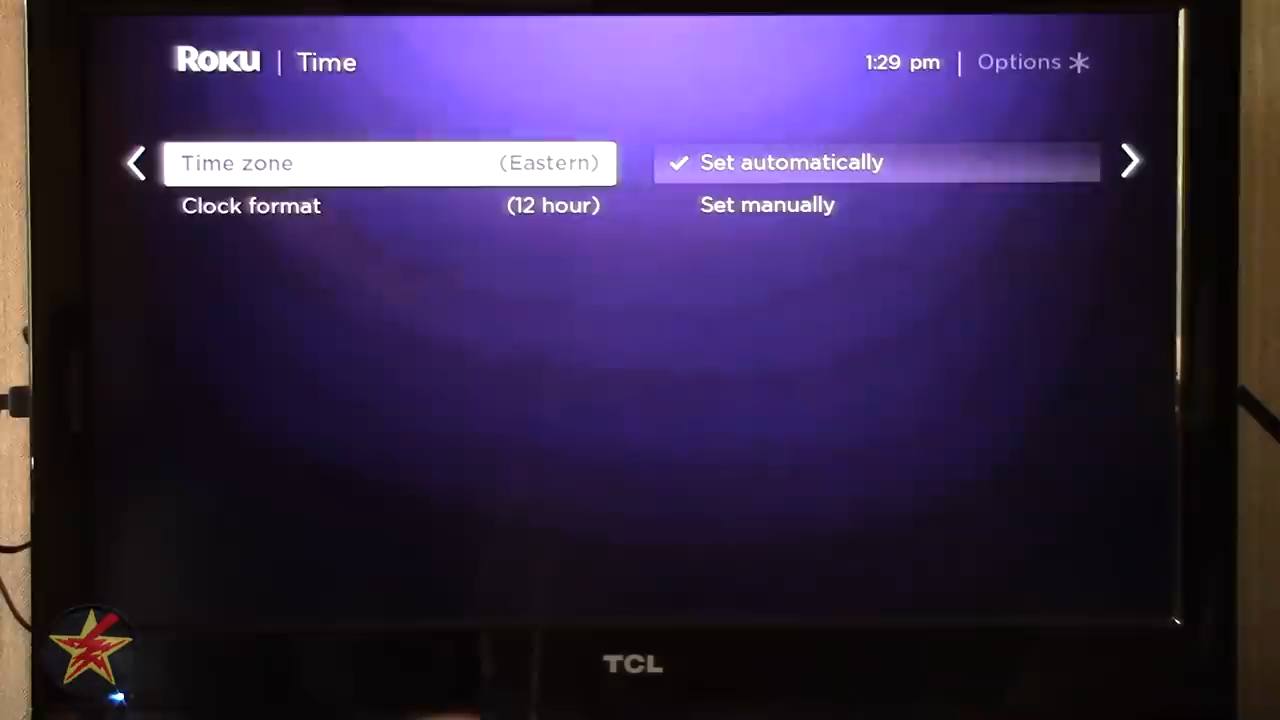 Roku | Time
1:29 pm | Options
Time zone (Eastern)
✓ Set automatically
Clock format (12 hour)
Set manually
TCL